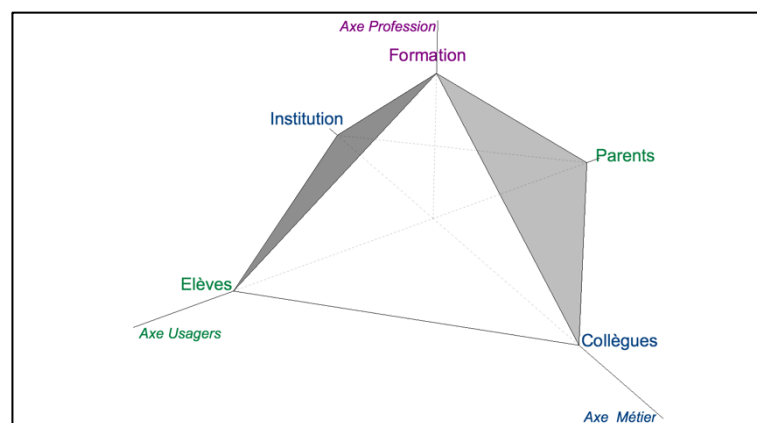 Axe Profession
Formation
Institution
Parents
Elèves
Axe Usagers
Collègues
Axe Métier